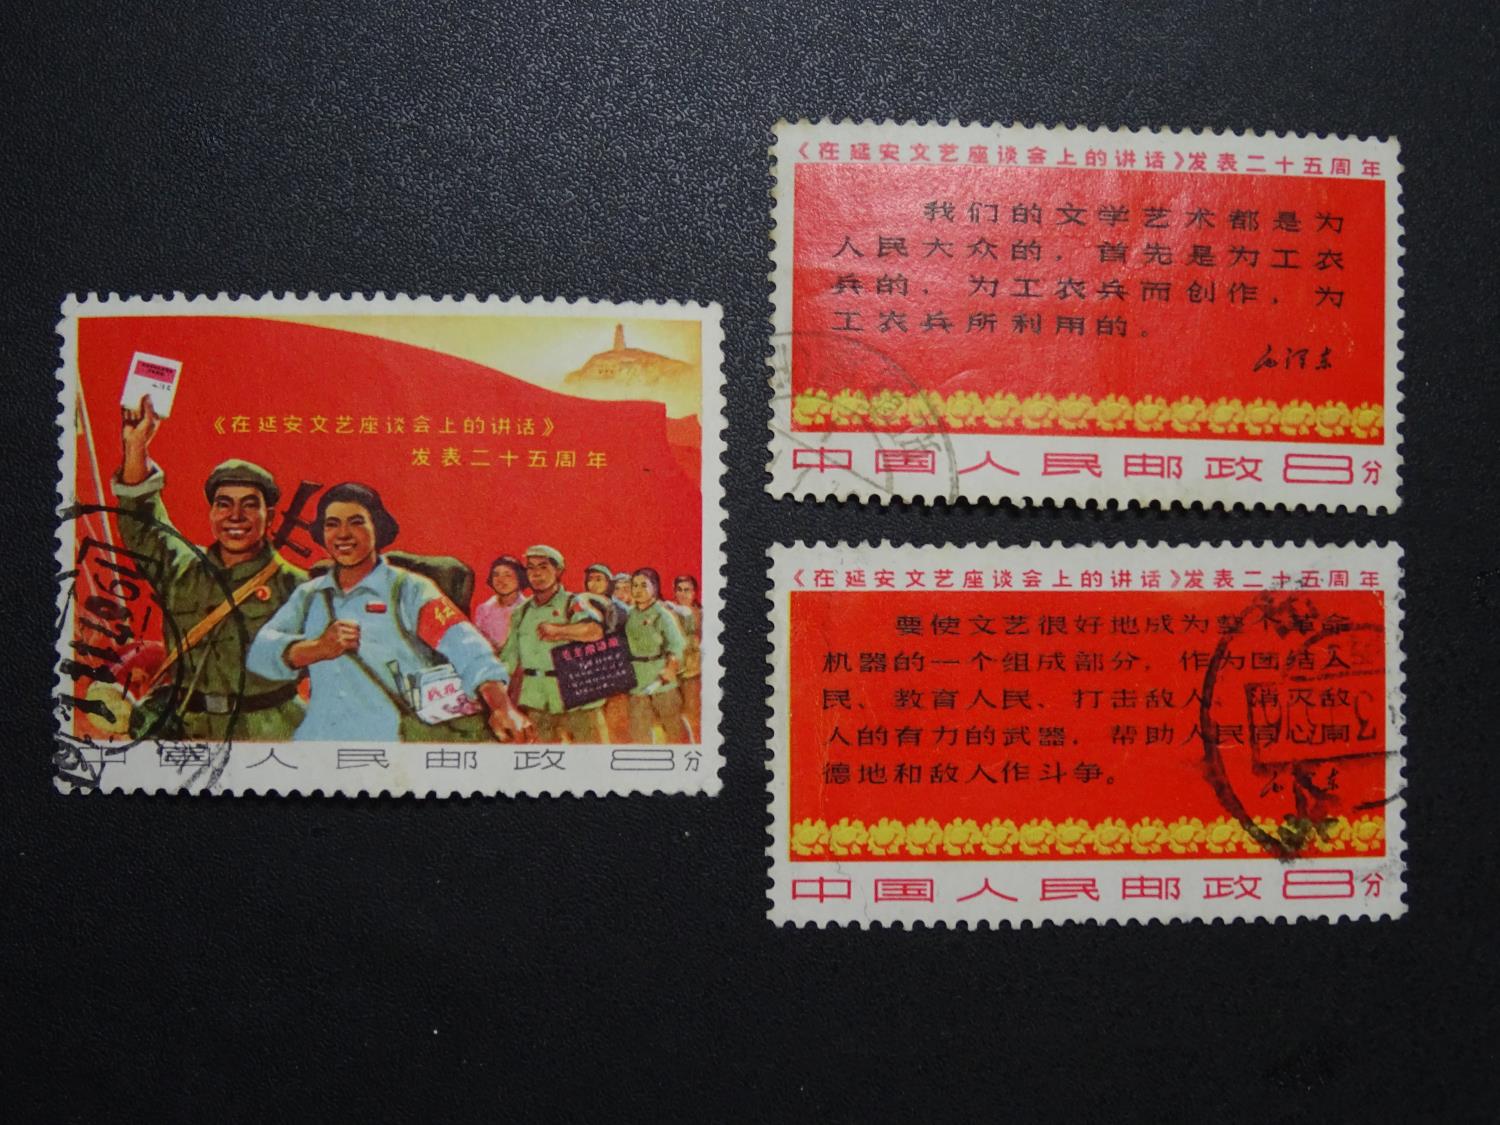 《在延安文艺座谈会上的讲话》
发表二十五周年
中国人民邮政 8分
《在延安文艺座谈会上的讲话》发表二十五周年
我们的文学艺术都是为
人民大众的，首先是为工农
兵的，为工农兵而创作，为
工农兵所利用的。
毛泽东
中国人民邮政 8分
《在延安文艺座谈会上的讲话》发表二十五周年
要使文艺很好地成为整个革命
机器的一个组成部分，作为团结人
民、教育人民、打击敌人、消灭敌
人的有力的武器，帮助人民同心同
德地和敌人作斗争。
毛泽东
中国人民邮政 8分